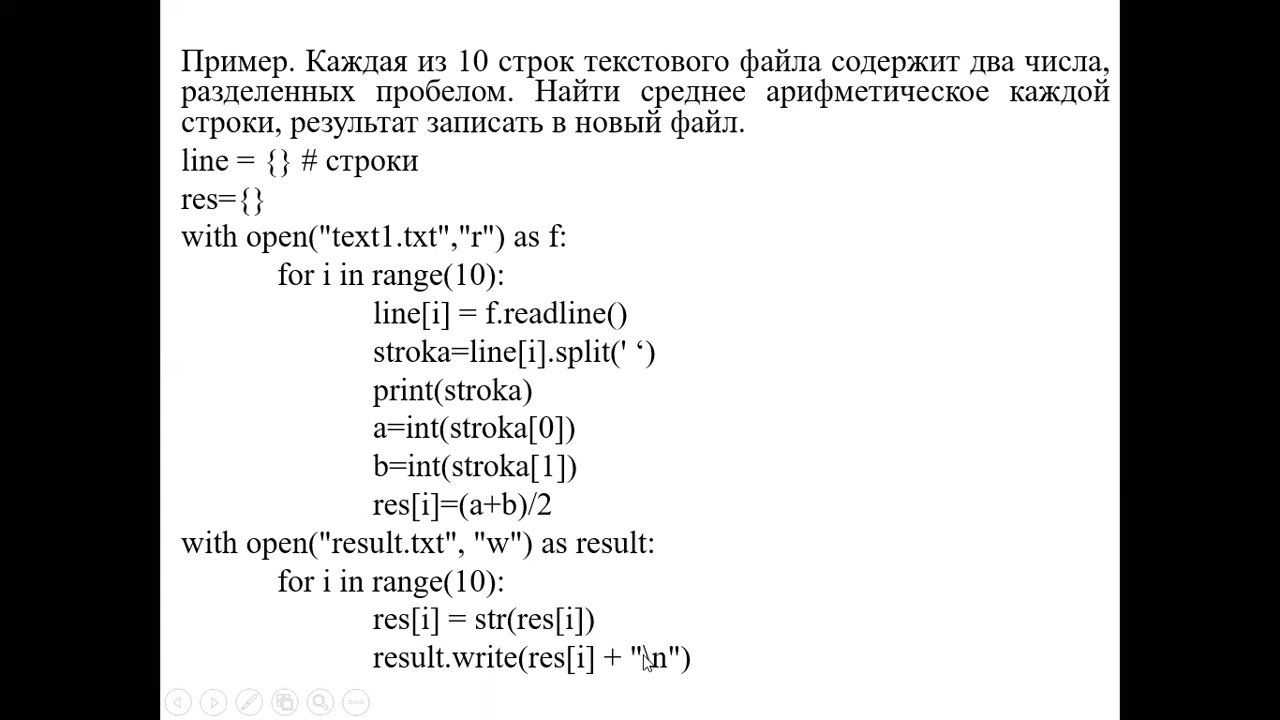 Пример. Каждая из 10 строк текстового файла содержит два числа,
разделенных пробелом. Найти среднее арифметическое каждой
строки, результат записать в новый файл.
line = {} # строки
res={}
with open("text1.txt","r") as f:
for i in range(10):
line[i] = f.readline()
stroka=line[i].split(' ‘)
print(stroka)
a=int(stroka[0])
b=int(stroka[1])
res[i]=(a+b)/2
with open("result.txt", "w") as result:
for i in range(10):
res[i] = str(res[i])
result.write(res[i] + "\n")